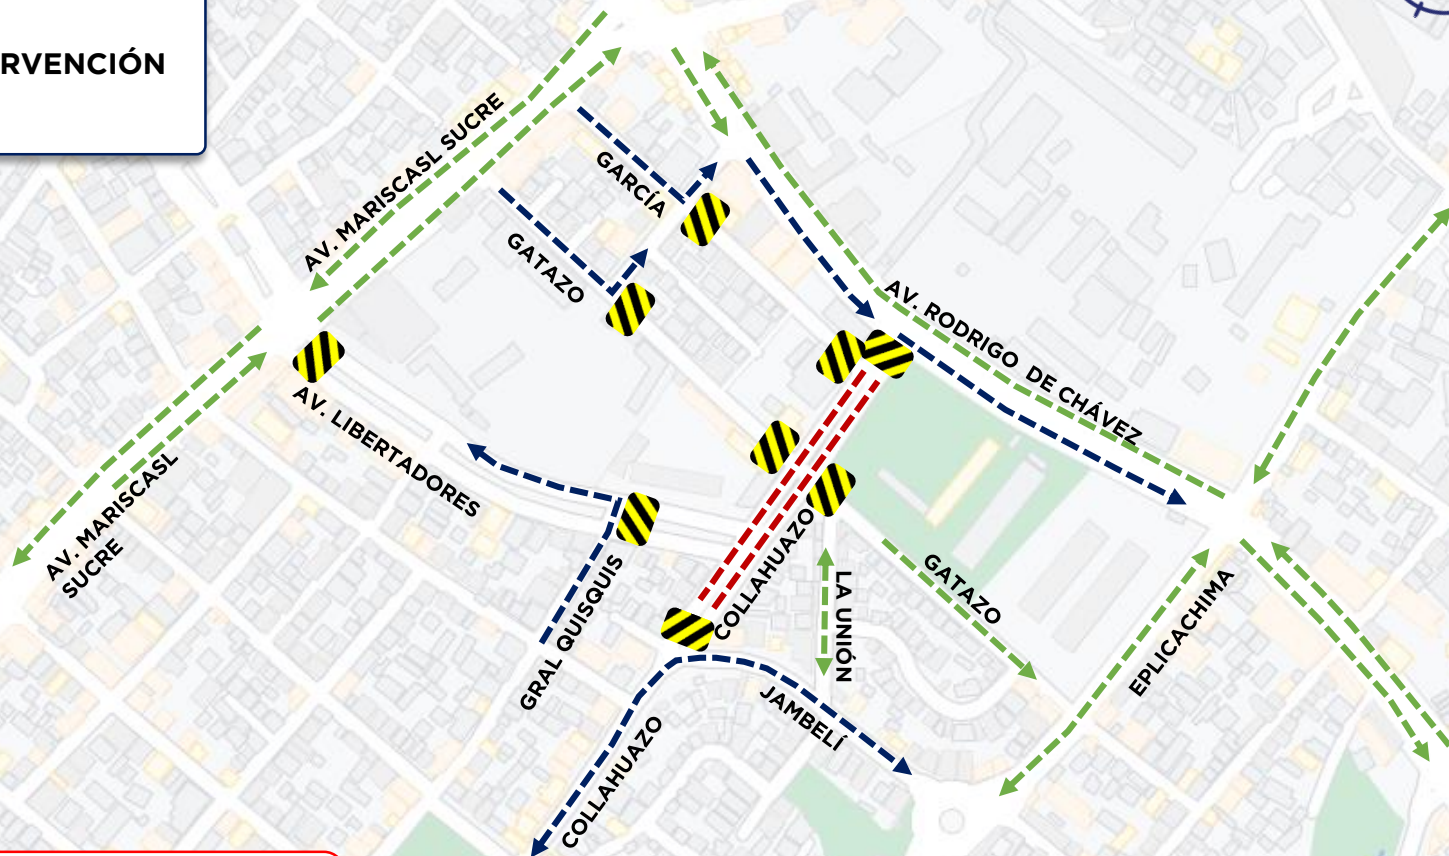 RVENCIÓN
AV. MARISCASL SUCRE
GARCÍA
GATAZO
AV. RODRIGO DE CHÁVEZ
AV. LIBERTADORES
AV. MARISCASL
SUCRE
GRAL QUISQUIS
COLLAHUAZO
LA UNIÓN
GATAZO
EPLICACHIMA
JAMBELÍ
COLLAHUAZO